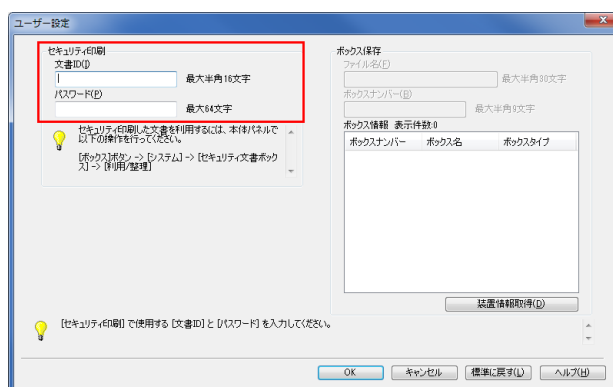 ユーザー設定
セキュリティ印刷
文書ID(I)
最大半角16文字
パスワード(P)
最大64文字
セキュリティ印刷した文書を利用するには、本体パネルで
以下の操作を行ってください。
[ボックス]ボタン -> [システム] -> [セキュリティ文書ボック
ス] -> [利用/整理]
ボックス保存
ファイル名(F)
最大半角30文字
ボックスナンバー(B)
最大半角9文字
ボックス情報 表示件数:0
ボックスナンバー ボックス名 ボックスタイプ
装置情報取得(D)
[セキュリティ印刷] で使用する [文書ID] と [パスワード] を入力してください。
OK キャンセル 標準に戻す(L) ヘルプ(H)